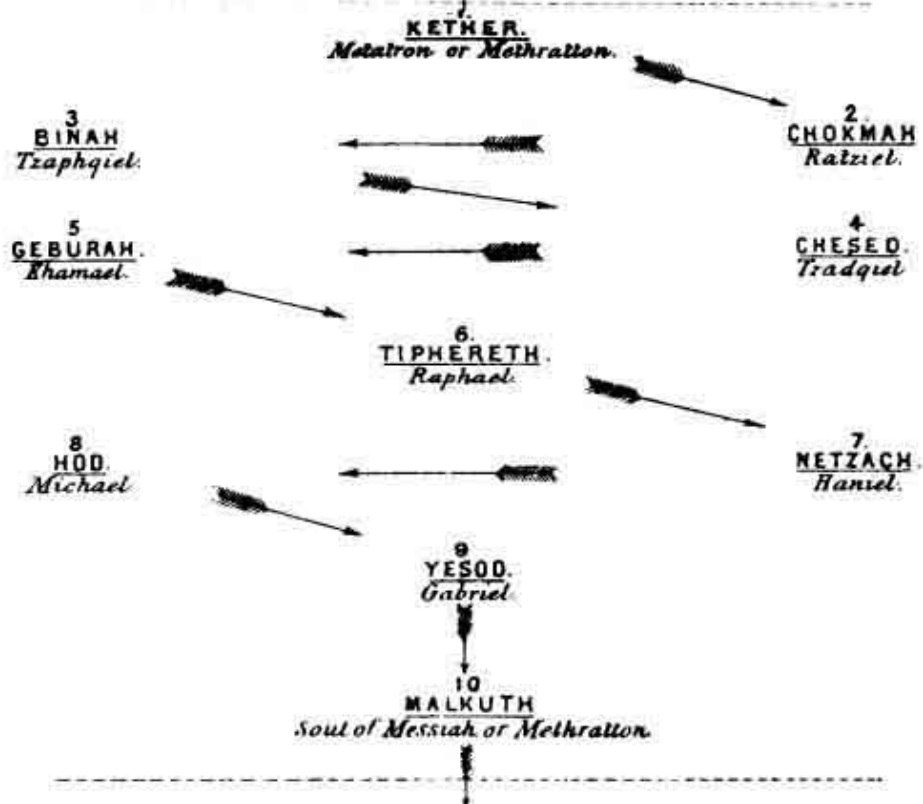 1.
KETHER.
Metatron or Methratton.
2.
CHOKMAH
Ratziel.
3
BINAH
Tzaphqiel.
4.
CHESED.
Tzadqiel
5
GEBURAH.
Khamael.
6.
TIPHERETH.
Raphael.
7.
NETZACH.
Haniel.
8
HOD.
Michael
9
YESOD.
Gabriel.
10
MALKUTH
Soul of Messiah or Methratton.